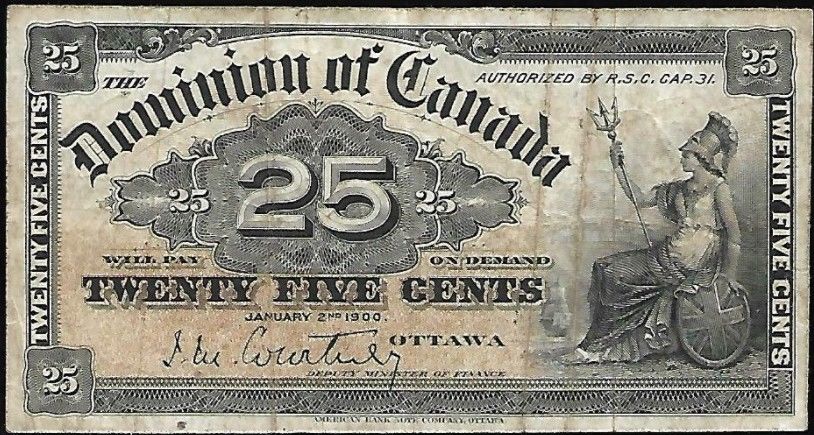 25
25
THE
Dominion of Canada
AUTHORIZED BY R.S.C. CAP. 31.
TWENTY FIVE CENTS
TWENTY FIVE CENTS
25
25
25
WILL PAY
ON DEMAND
TWENTY FIVE CENTS
JANUARY 2ND 1900.
OTTAWA
J.M. Courtney
DEPUTY MINISTER OF FINANCE
25
AMERICAN BANK NOTE COMPANY, OTTAWA.